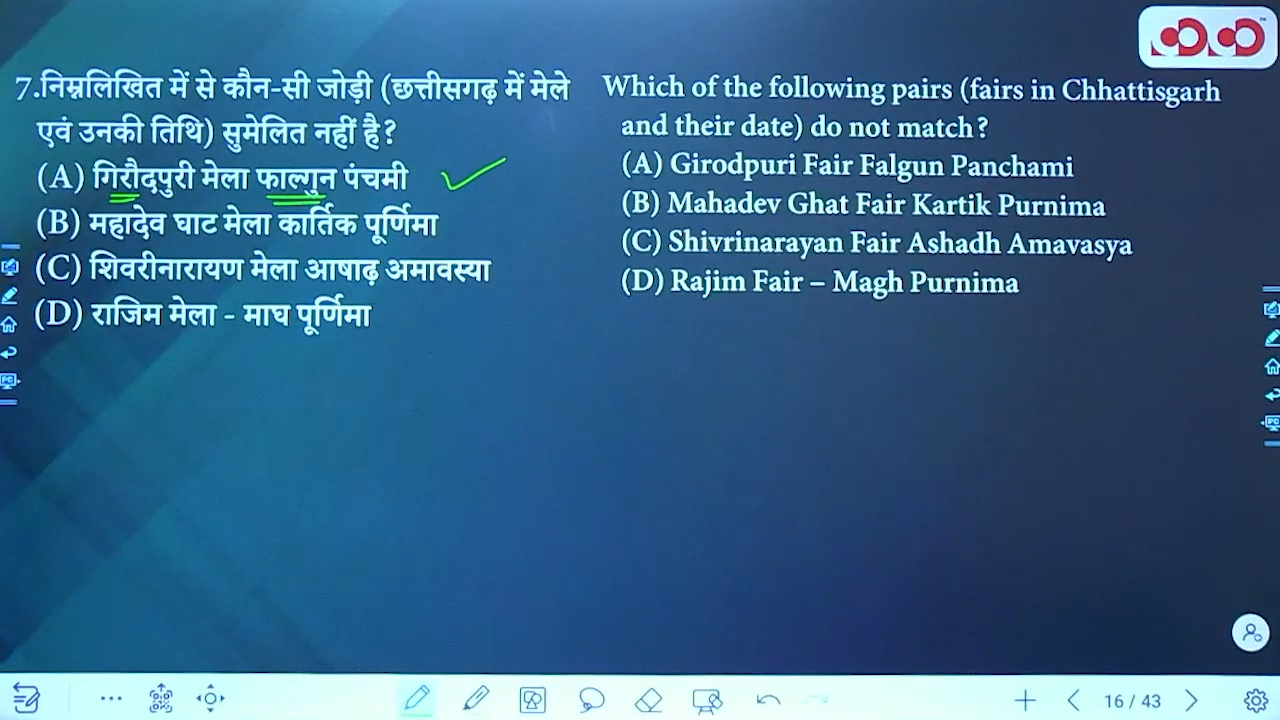 7.निम्नलिखित में से कौन-सी जोड़ी (छत्तीसगढ़ में मेले
एवं उनकी तिथि) सुमेलित नहीं है?
(A) गिरौदपुरी मेला फाल्गुन पंचमी
(B) महादेव घाट मेला कार्तिक पूर्णिमा
(C) शिवरीनारायण मेला आषाढ़ अमावस्या
(D) राजिम मेला - माघ पूर्णिमा
Which of the following pairs (fairs in Chhattisgarh
and their date) do not match?
(A) Girodpuri Fair Falgun Panchami
(B) Mahadev Ghat Fair Kartik Purnima
(C) Shivrinarayan Fair Ashadh Amavasya
(D) Rajim Fair – Magh Purnima
16 / 43